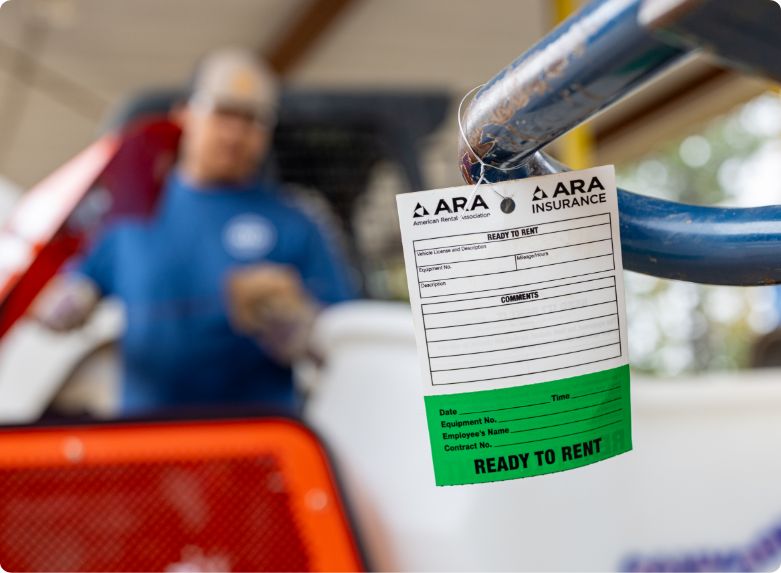 ARA ARA
American Rental Association INSURANCE
READY TO RENT
Vehicle License and Description
Equipment No. Mileage/Hours
Description
COMMENTS
Date Time
Equipment No.
Employee's Name
Contract No.
READY TO RENT